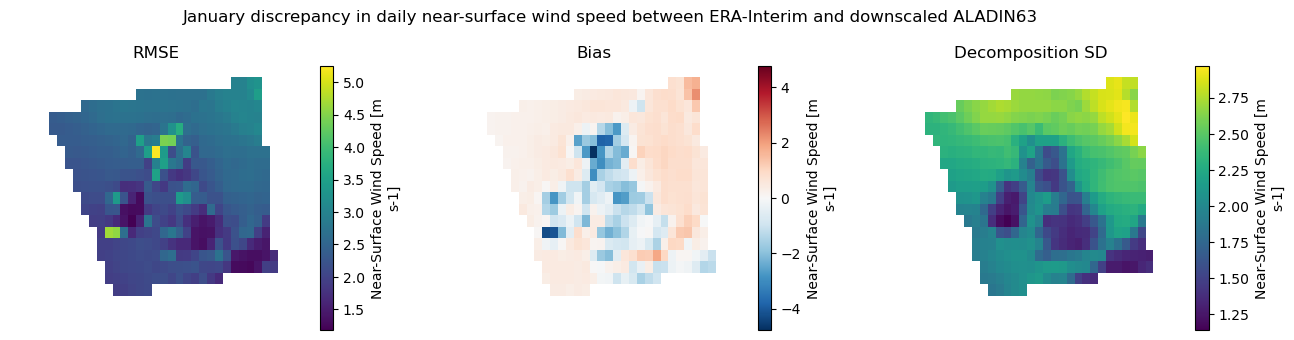 January discrepancy in daily near-surface wind speed between ERA-Interim and downscaled ALADIN63
RMSE
5.0
4.5
4.0
3.5
3.0
2.5
2.0
1.5
Near-Surface Wind Speed [m
s-1]
Bias
4
2
0
−2
−4
Near-Surface Wind Speed [m
s-1]
Decomposition SD
2.75
2.50
2.25
2.00
1.75
1.50
1.25
Near-Surface Wind Speed [m
s-1]